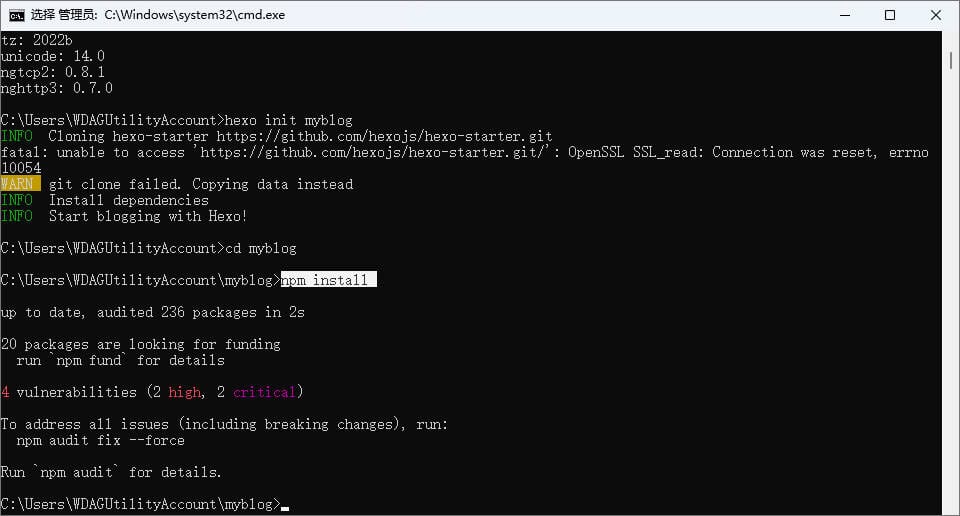 选择 管理员: C:\Windows\system32\cmd.exe
tz: 2022b
unicode: 14.0
ngtcp2: 0.8.1
nghttp3: 0.7.0
C:\Users\WDAGUtilityAccount>hexo init myblog
INFO  Cloning hexo-starter https://github.com/hexojs/hexo-starter.git
fatal: unable to access 'https://github.com/hexojs/hexo-starter.git/': OpenSSL SSL_read: Connection was reset, errno
10054
WARN  git clone failed. Copying data instead
INFO  Install dependencies
INFO  Start blogging with Hexo!
C:\Users\WDAGUtilityAccount>cd myblog
C:\Users\WDAGUtilityAccount\myblog>npm install
up to date, audited 236 packages in 2s
20 packages are looking for funding
  run `npm fund` for details
4 vulnerabilities (2 high, 2 critical)
To address all issues (including breaking changes), run:
  npm audit fix --force
Run `npm audit` for details.
C:\Users\WDAGUtilityAccount\myblog>